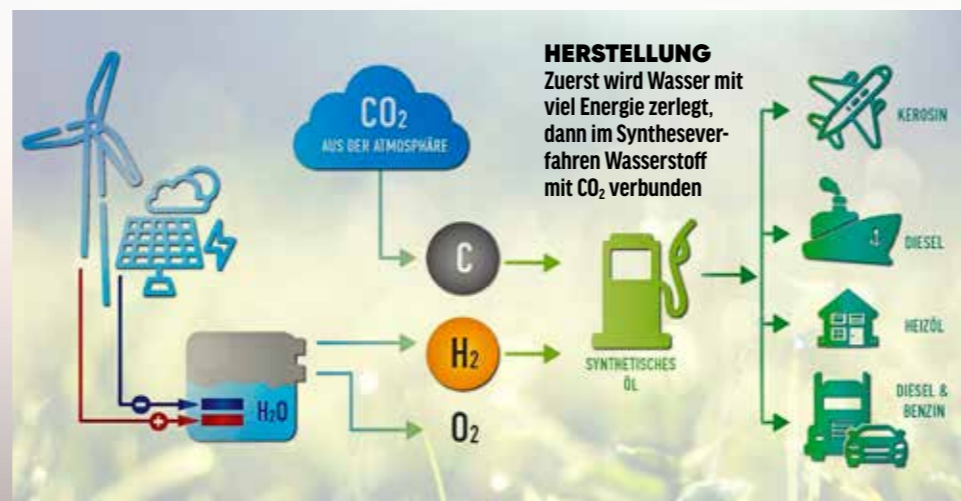 HERSTELLUNG
Zuerst wird Wasser mit
viel Energie zerlegt,
dann im Synthesever-
fahren Wasserstoff
mit CO₂ verbunden
CO₂
AUS DER ATMOSPHÄRE
C
H₂
O₂
H₂O
SYNTHETISCHES
ÖL
KEROSIN
DIESEL
HEIZÖL
DIESEL &
BENZIN